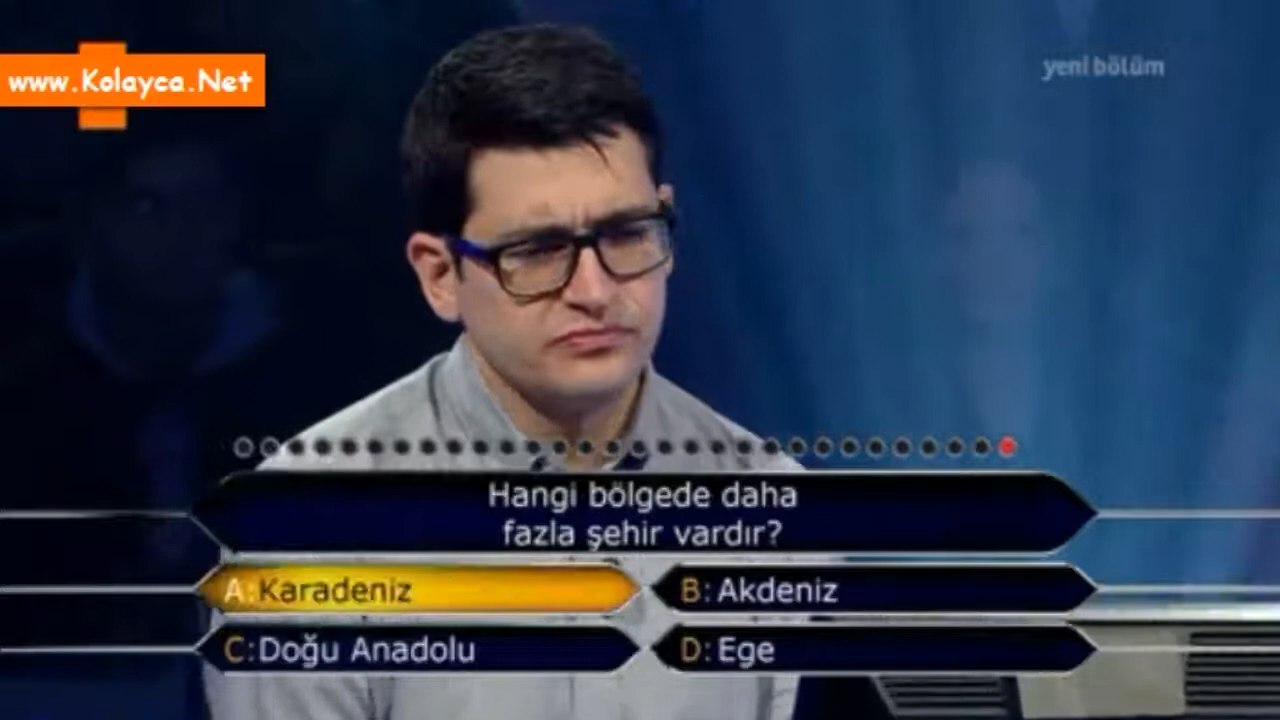 www.Kolayca.Net
yeni bölüm
Hangi bölgede daha
fazla şehir vardır?
A: Karadeniz
B: Akdeniz
C: Doğu Anadolu
D: Ege